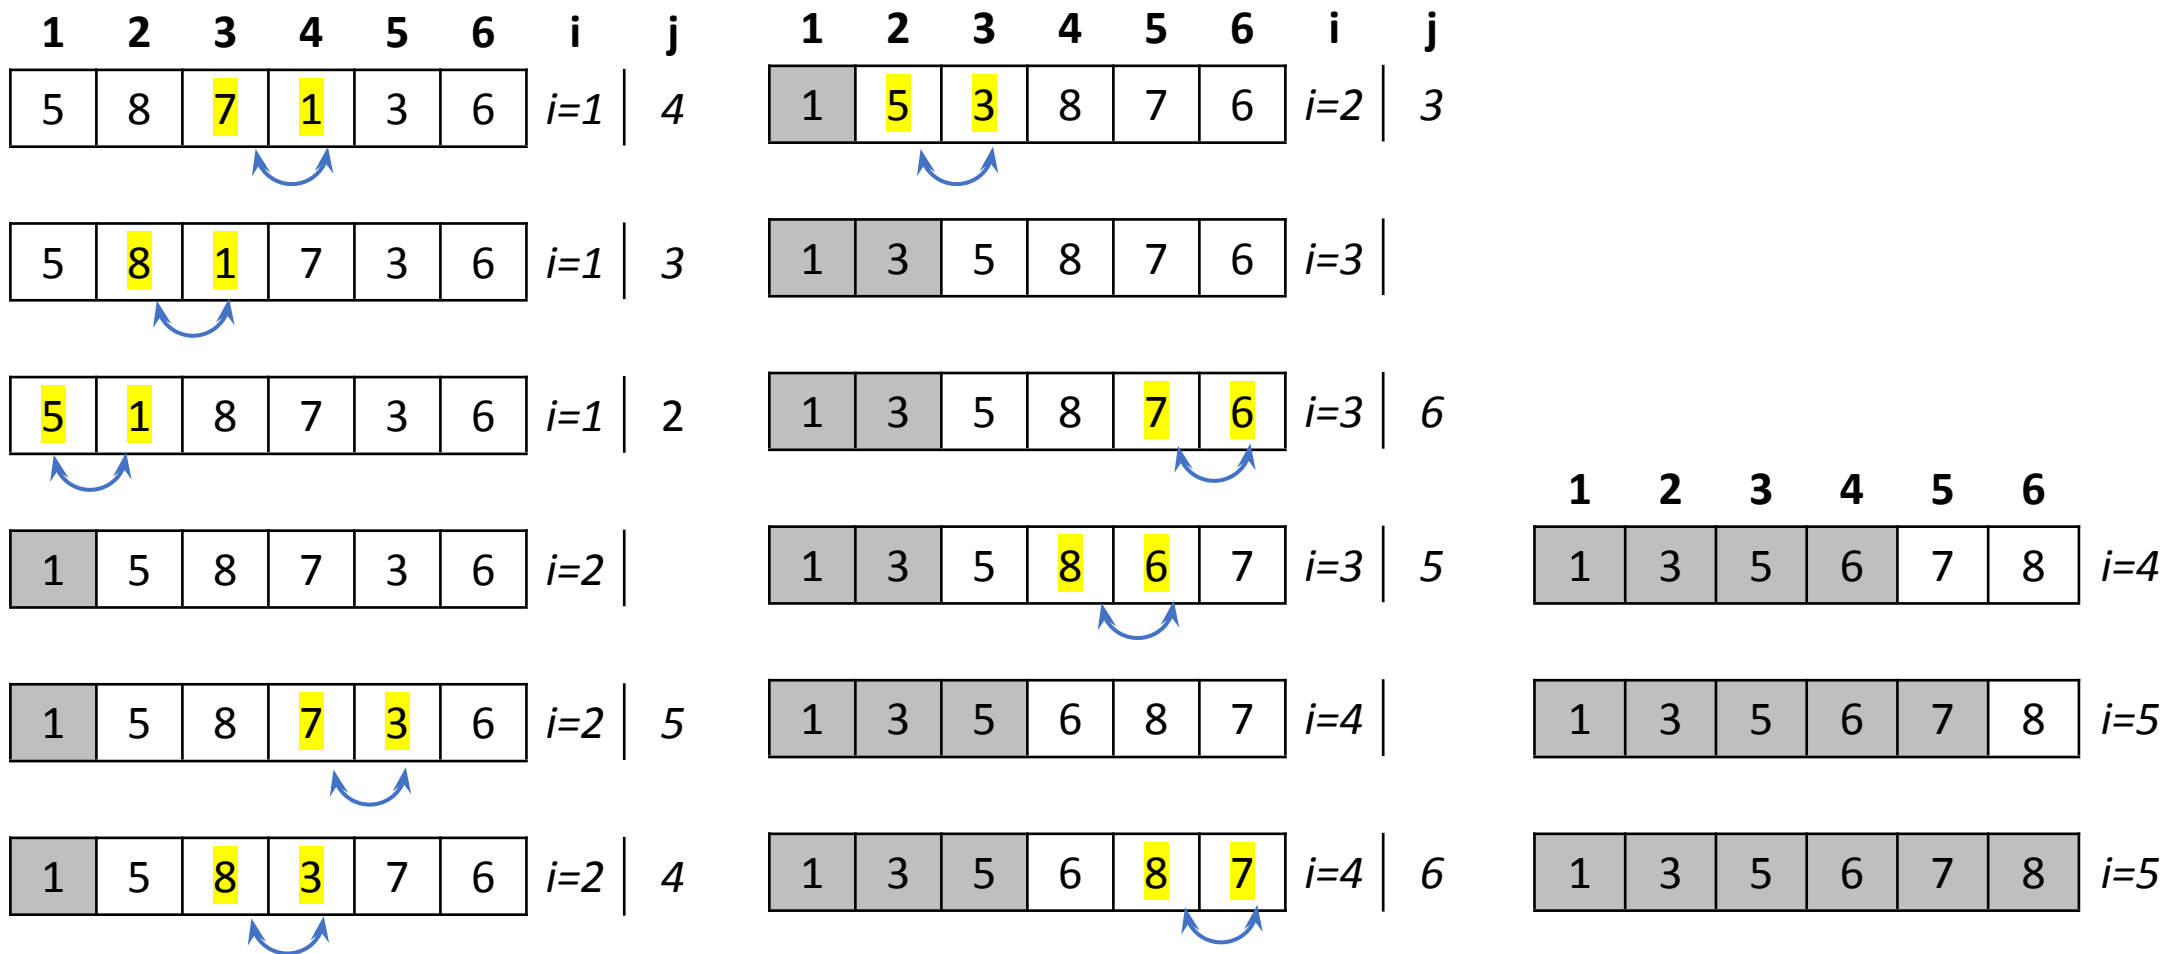 1 2 3 4 5 6 i j
5 8 7 1 3 6 i=1 4
5 8 1 7 3 6 i=1 3
5 1 8 7 3 6 i=1 2
1 5 8 7 3 6 i=2
1 5 8 7 3 6 i=2 5
1 5 8 3 7 6 i=2 4
1 2 3 4 5 6 i j
1 5 3 8 7 6 i=2 3
1 3 5 8 7 6 i=3
1 3 5 8 7 6 i=3 6
1 3 5 8 6 7 i=3 5
1 3 5 6 8 7 i=4
1 3 5 6 8 7 i=4 6
1 2 3 4 5 6
1 3 5 6 7 8 i=4
1 3 5 6 7 8 i=5
1 3 5 6 7 8 i=5